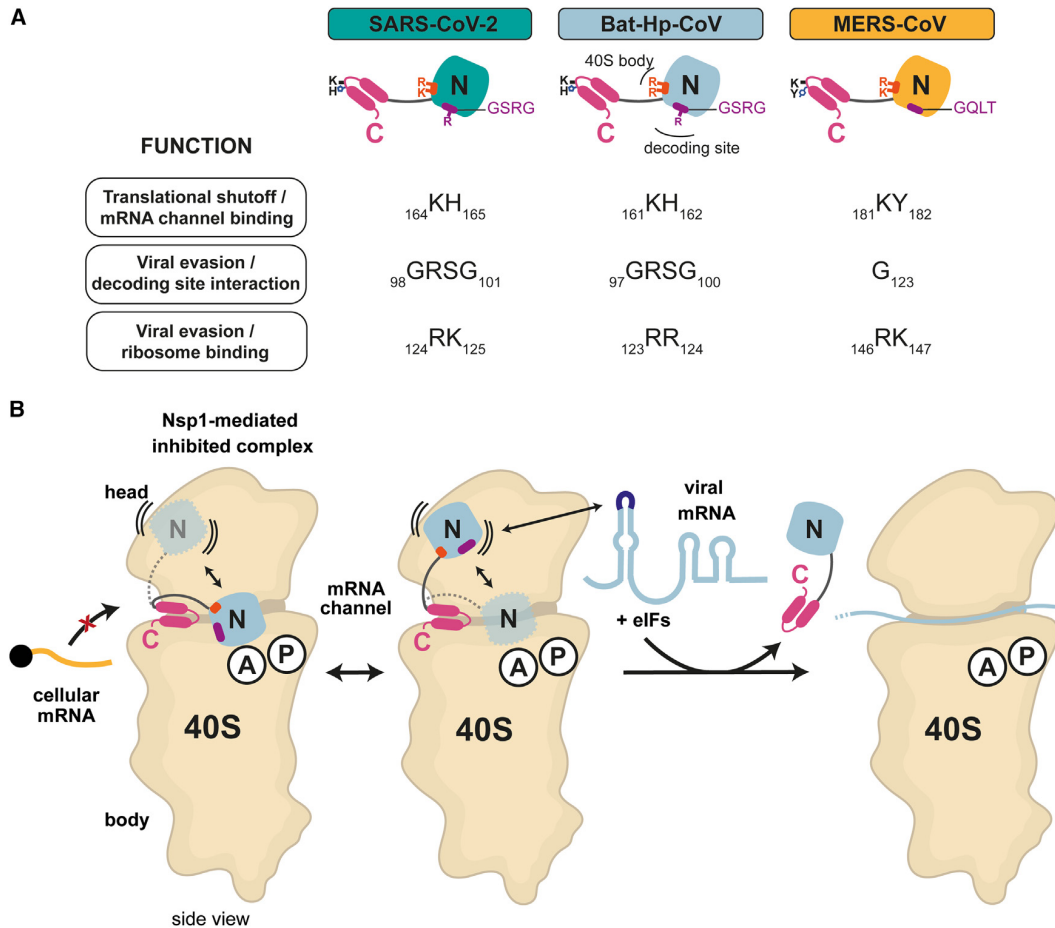 A
SARS-CoV-2
Bat-Hp-CoV
MERS-CoV
K
H
R
K
N
GSRG
R
C
40S body
K
H
R
R
N
GSRG
R
C
decoding site
K
Y
R
K
N
GQLT
C
FUNCTION
Translational shutoff /
mRNA channel binding
164KH165
161KH162
181KY182
Viral evasion /
decoding site interaction
98GRSG101
97GRSG100
G123
Viral evasion /
ribosome binding
124RK125
123RR124
146RK147
B
Nsp1-mediated
inhibited complex
head
N
N
C
A
P
cellular
mRNA
40S
body
side view
mRNA
channel
N
N
C
A
P
40S
viral
mRNA
+ eIFs
N
C
A
P
40S